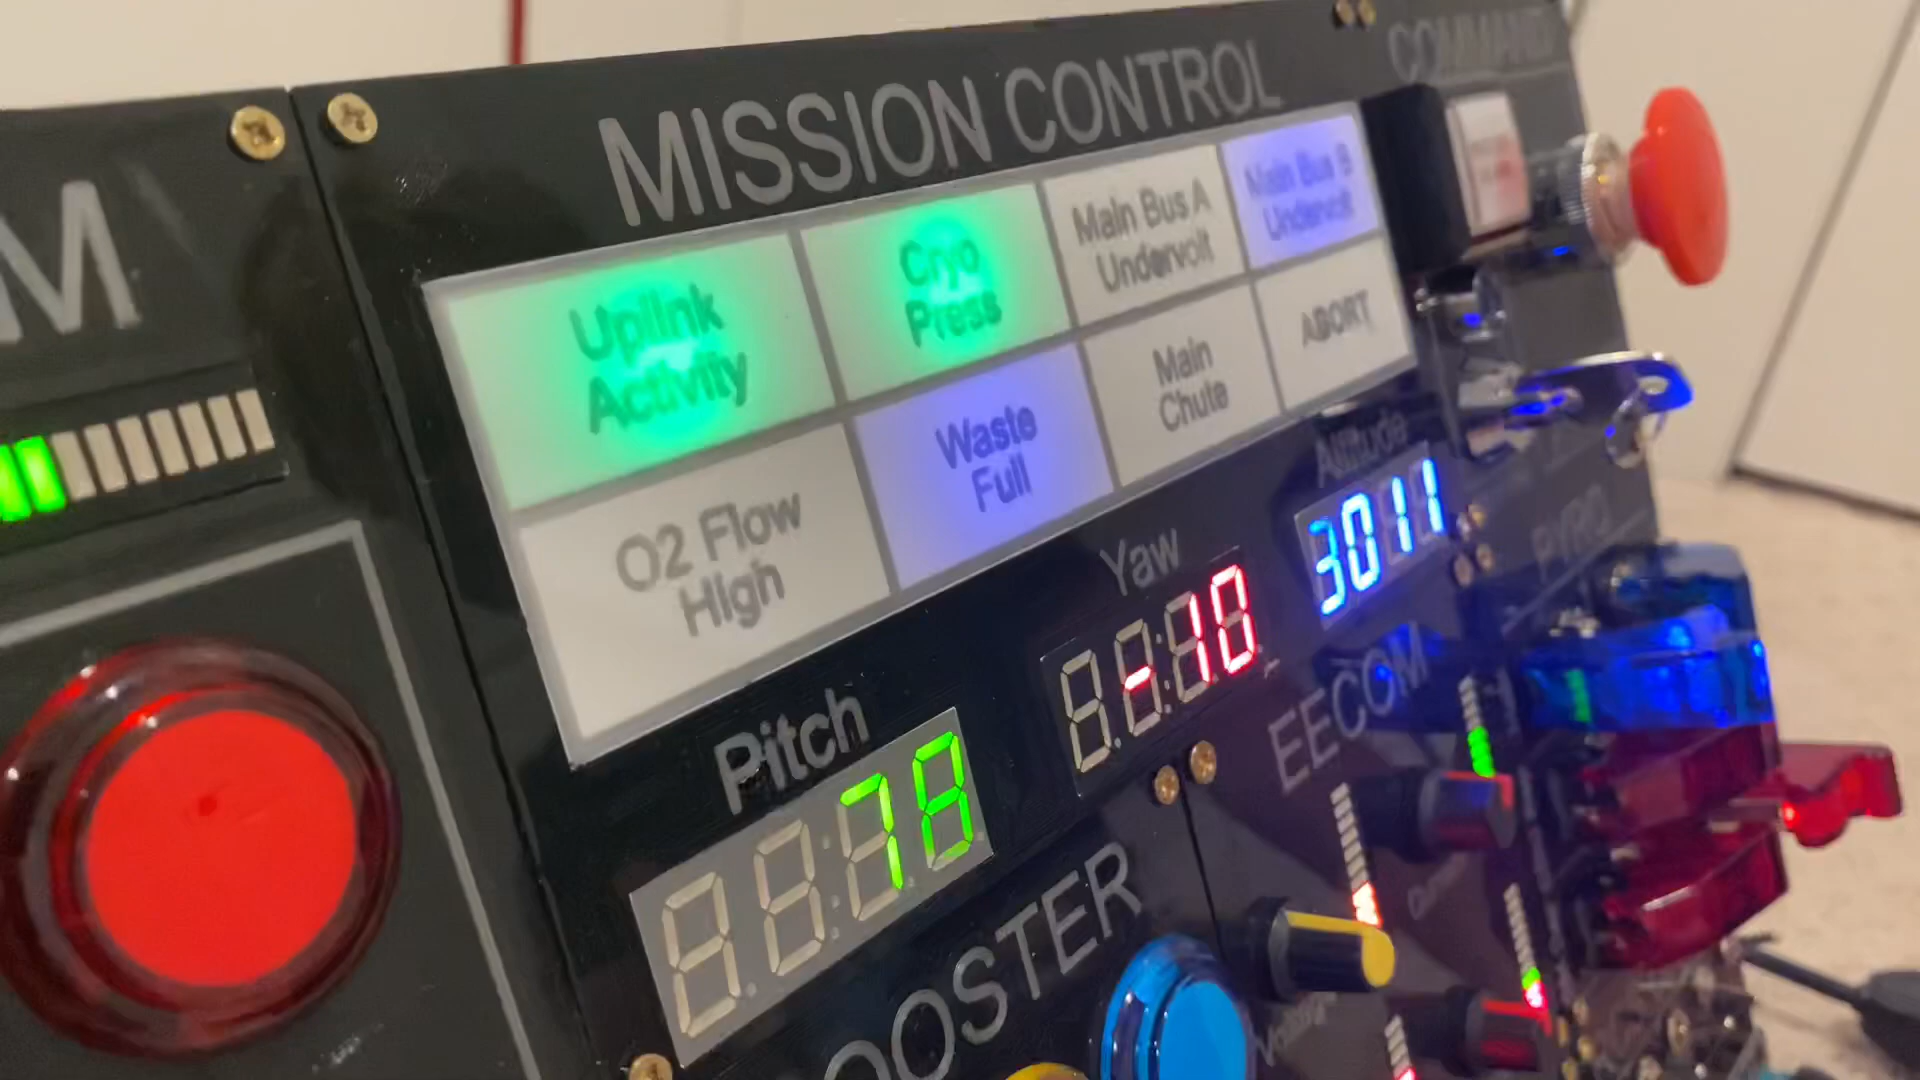 MISSION CONTROL
COMMAND
M
Uplink
Activity
Cryo
Press
Main Bus A
Undervolt
Main Bus B
Undervolt
O2 Flow
High
Waste
Full
Main
Chute
ABORT
Altitude
3011
Yaw
-10
Pitch
78
PYRO
EECOM
OOSTER
Voltage